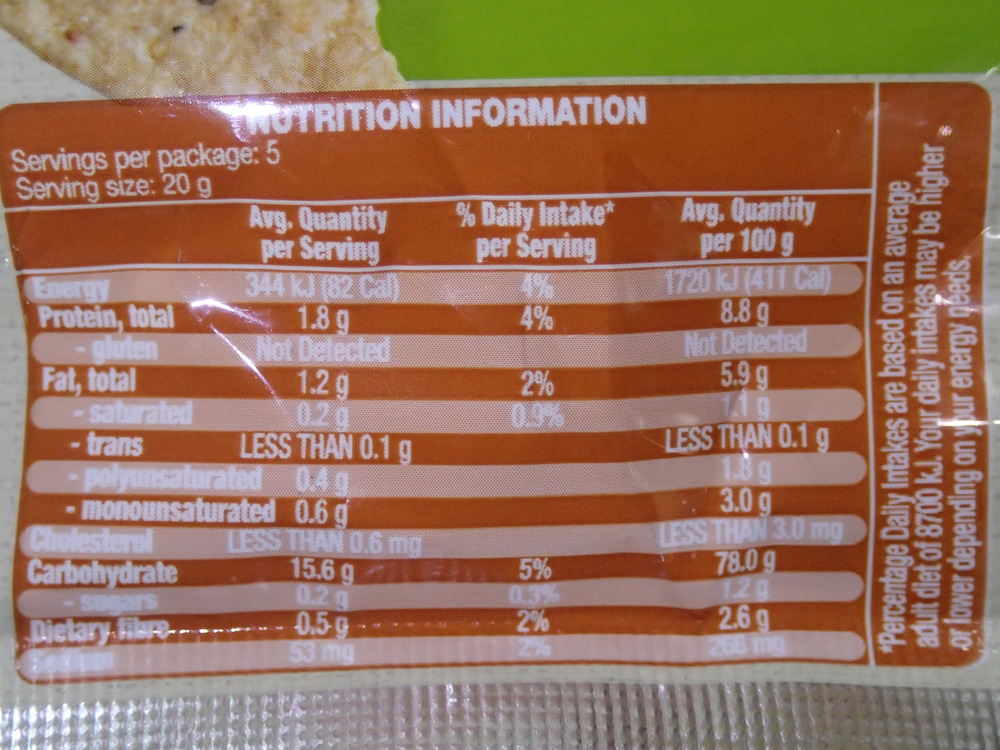 NUTRITION INFORMATION
Servings per package: 5
Serving size: 20 g
Avg. Quantity per Serving % Daily Intake* per Serving Avg. Quantity per 100 g
Energy 344 kJ (82 Cal) 4% 1720 kJ (411 Cal)
Protein, total 1.8 g 4% 8.8 g
- gluten Not Detected Not Detected
Fat, total 1.2 g 2% 5.9 g
- saturated 0.2 g 0.9% 1.1 g
- trans LESS THAN 0.1 g LESS THAN 0.1 g
- polyunsaturated 0.4 g 1.8 g
- monounsaturated 0.6 g 3.0 g
Cholesterol LESS THAN 0.6 mg LESS THAN 3.0 mg
Carbohydrate 15.6 g 5% 78.0 g
- sugars 0.2 g 0.3% 1.2 g
Dietary fibre 0.5 g 2% 2.6 g
53 mg 2% 266 mg
*Percentage Daily Intakes are based on an average
adult diet of 8700 kJ. Your daily intakes may be higher
or lower depending on your energy needs.